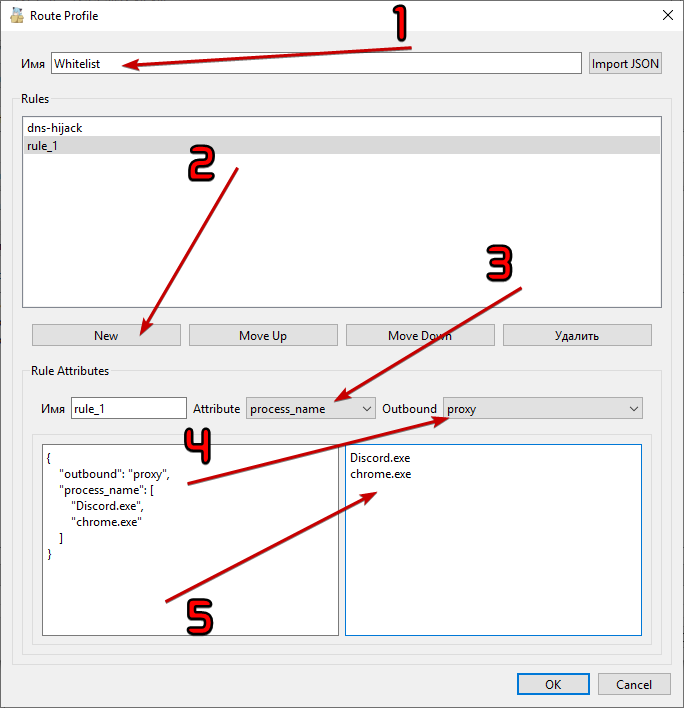 Route Profile
1
Имя Whitelist Import JSON
Rules
dns-hijack
rule_1
2
3
New Move Up Move Down Удалить
Rule Attributes
Имя rule_1 Attribute process_name Outbound proxy
4
{
"outbound": "proxy",
"process_name": [
"Discord.exe",
"chrome.exe"
]
}
Discord.exe
chrome.exe
5
OK Cancel